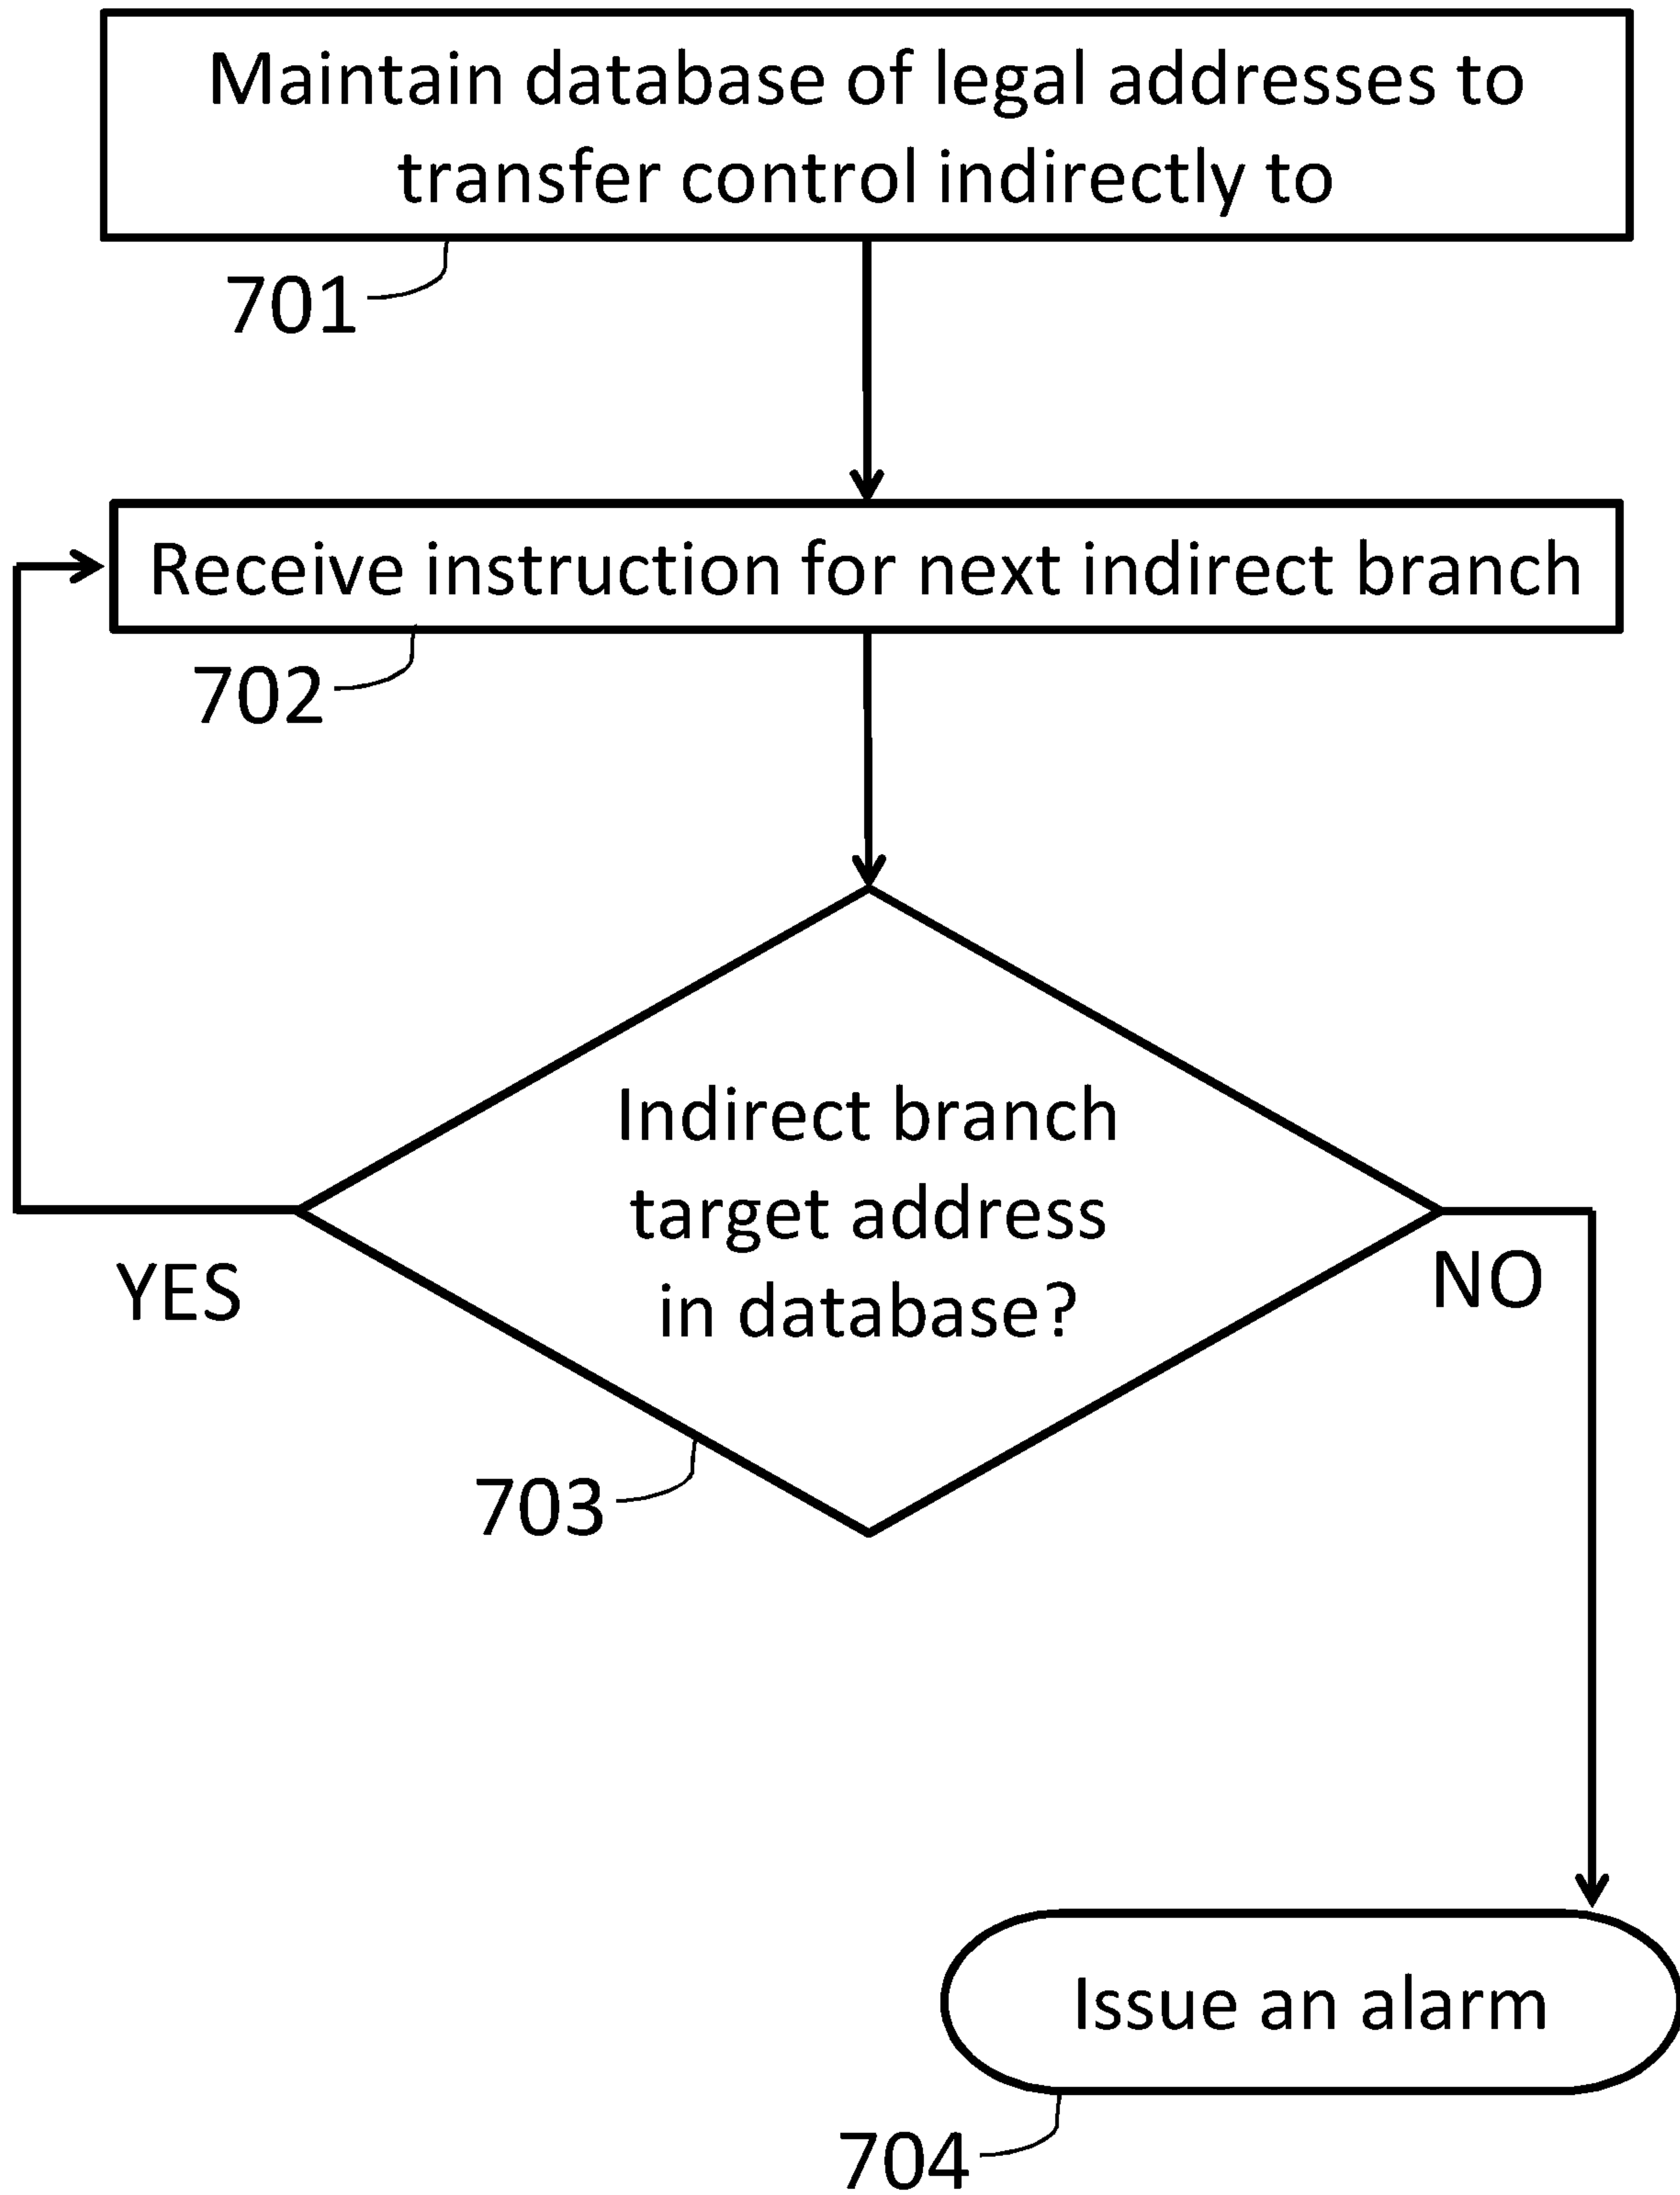 Maintain database of legal addresses to
transfer control indirectly to
701
Receive instruction for next indirect branch
702
Indirect branch
target address
in database?
YES
NO
703
Issue an alarm
704